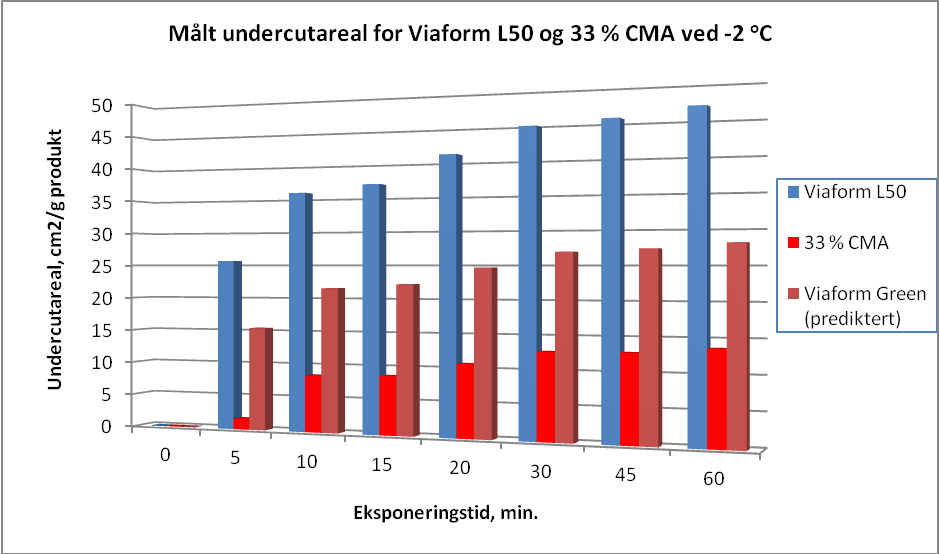 Målt undercutareal for Viaform L50 og 33 % CMA ved -2 °C
Undercutareal, cm2/g produkt
50
45
40
35
30
25
20
15
10
5
0
0 5 10 15 20 30 45 60
Eksponeringstid, min.
Viaform L50
33 % CMA
Viaform Green
(prediktert)